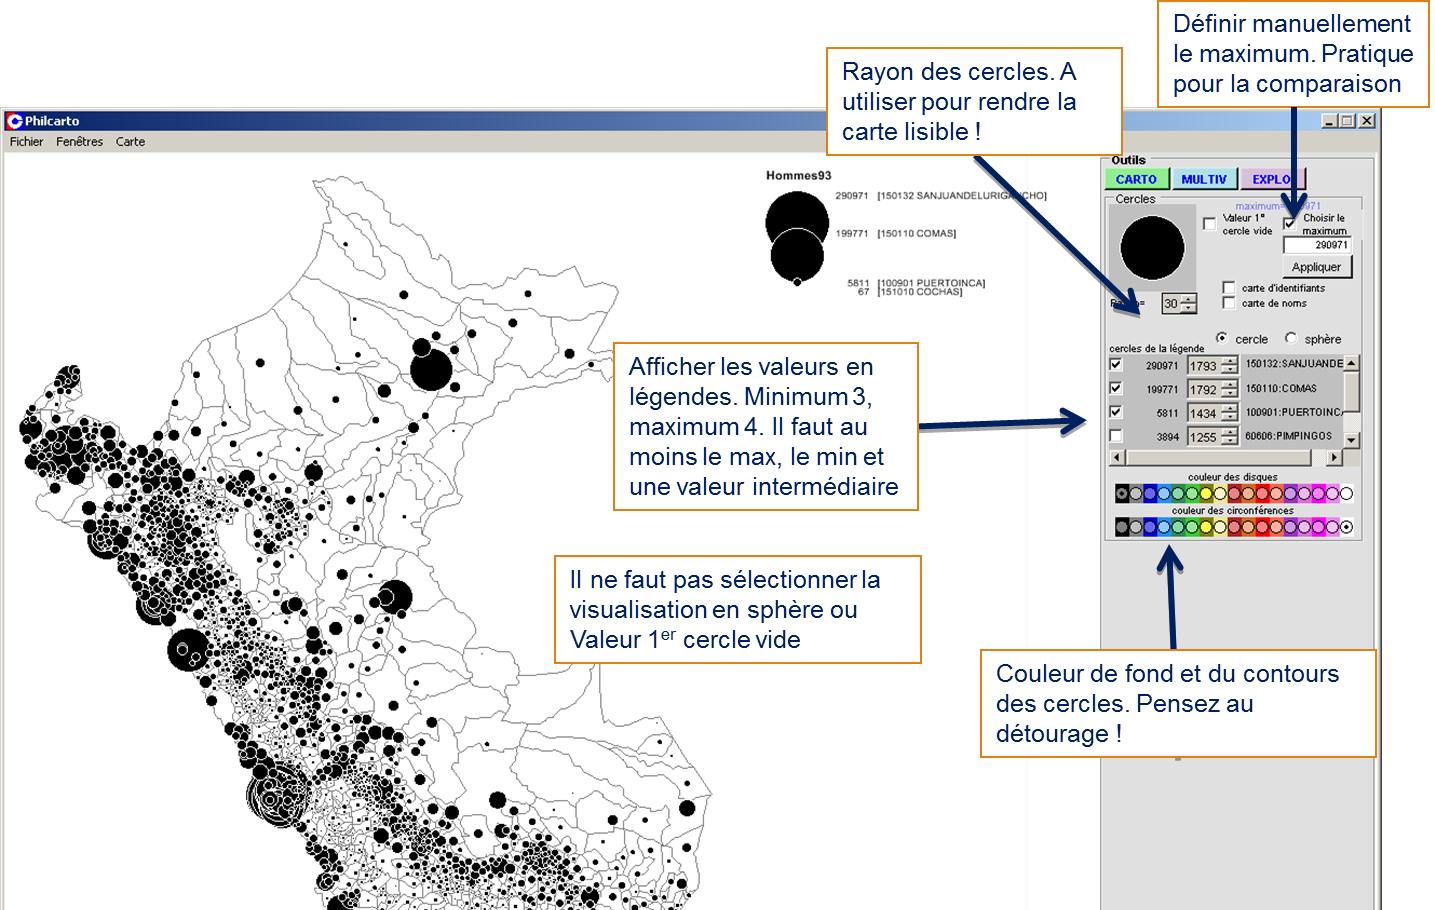 Définir manuellement
le maximum. Pratique
pour la comparaison
Rayon des cercles. A
utiliser pour rendre la
carte lisible !
Philcarto
Fichier Fenêtres Carte
Outils
CARTO MULTIV EXPLO
Hommes93
290971 [150132 SANJUANDELURIGANCHO]
199771 [150110 COMAS]
5811 [100901 PUERTOINCA]
67 [151010 COCHAS]
Cercles
Valeur 1°
cercle vide
Choisir le
maximum
290971
Appliquer
carte d'identifiants
carte de noms
30
cercle sphère
cercles de la légende
290971 1793 150132:SANJUANDE
199771 1792 150110:COMAS
5811 1434 100901:PUERTOINC
3894 1255 60606:PIMPINGOS
couleur des disques
couleur des circonférences
Afficher les valeurs en
légendes. Minimum 3,
maximum 4. Il faut au
moins le max, le min et
une valeur intermédiaire
Il ne faut pas sélectionner la
visualisation en sphère ou
Valeur 1er cercle vide
Couleur de fond et du contours
des cercles. Pensez au
détourage !